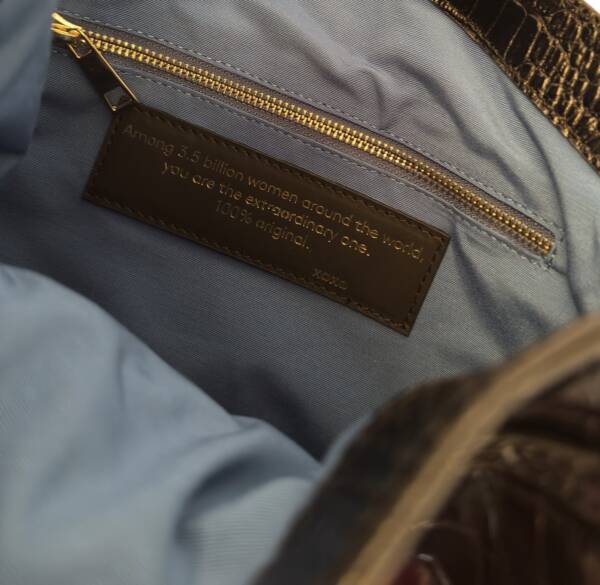 Among 3.5 billion women around the world,
you are the extraordinary one.
100% original.
xoxo